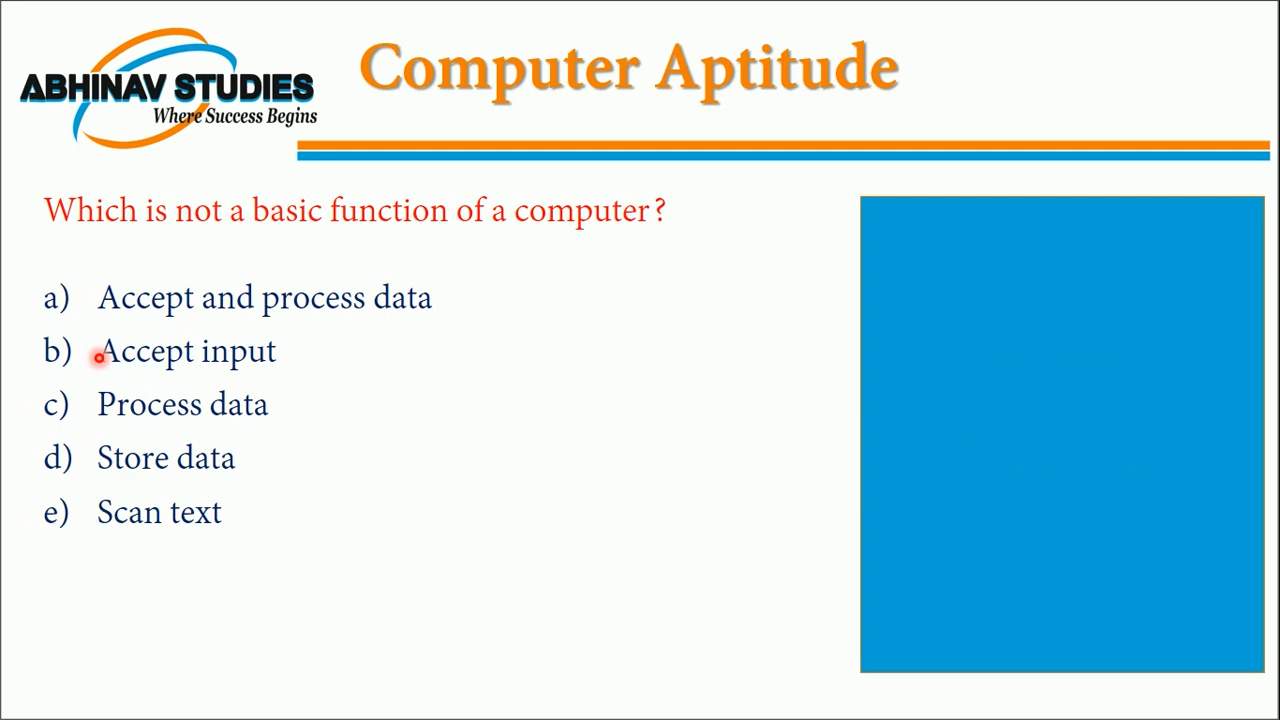 ABHINAV STUDIES
Where Success Begins
Computer Aptitude
Which is not a basic function of a computer?
a) Accept and process data
b) Accept input
c) Process data
d) Store data
e) Scan text